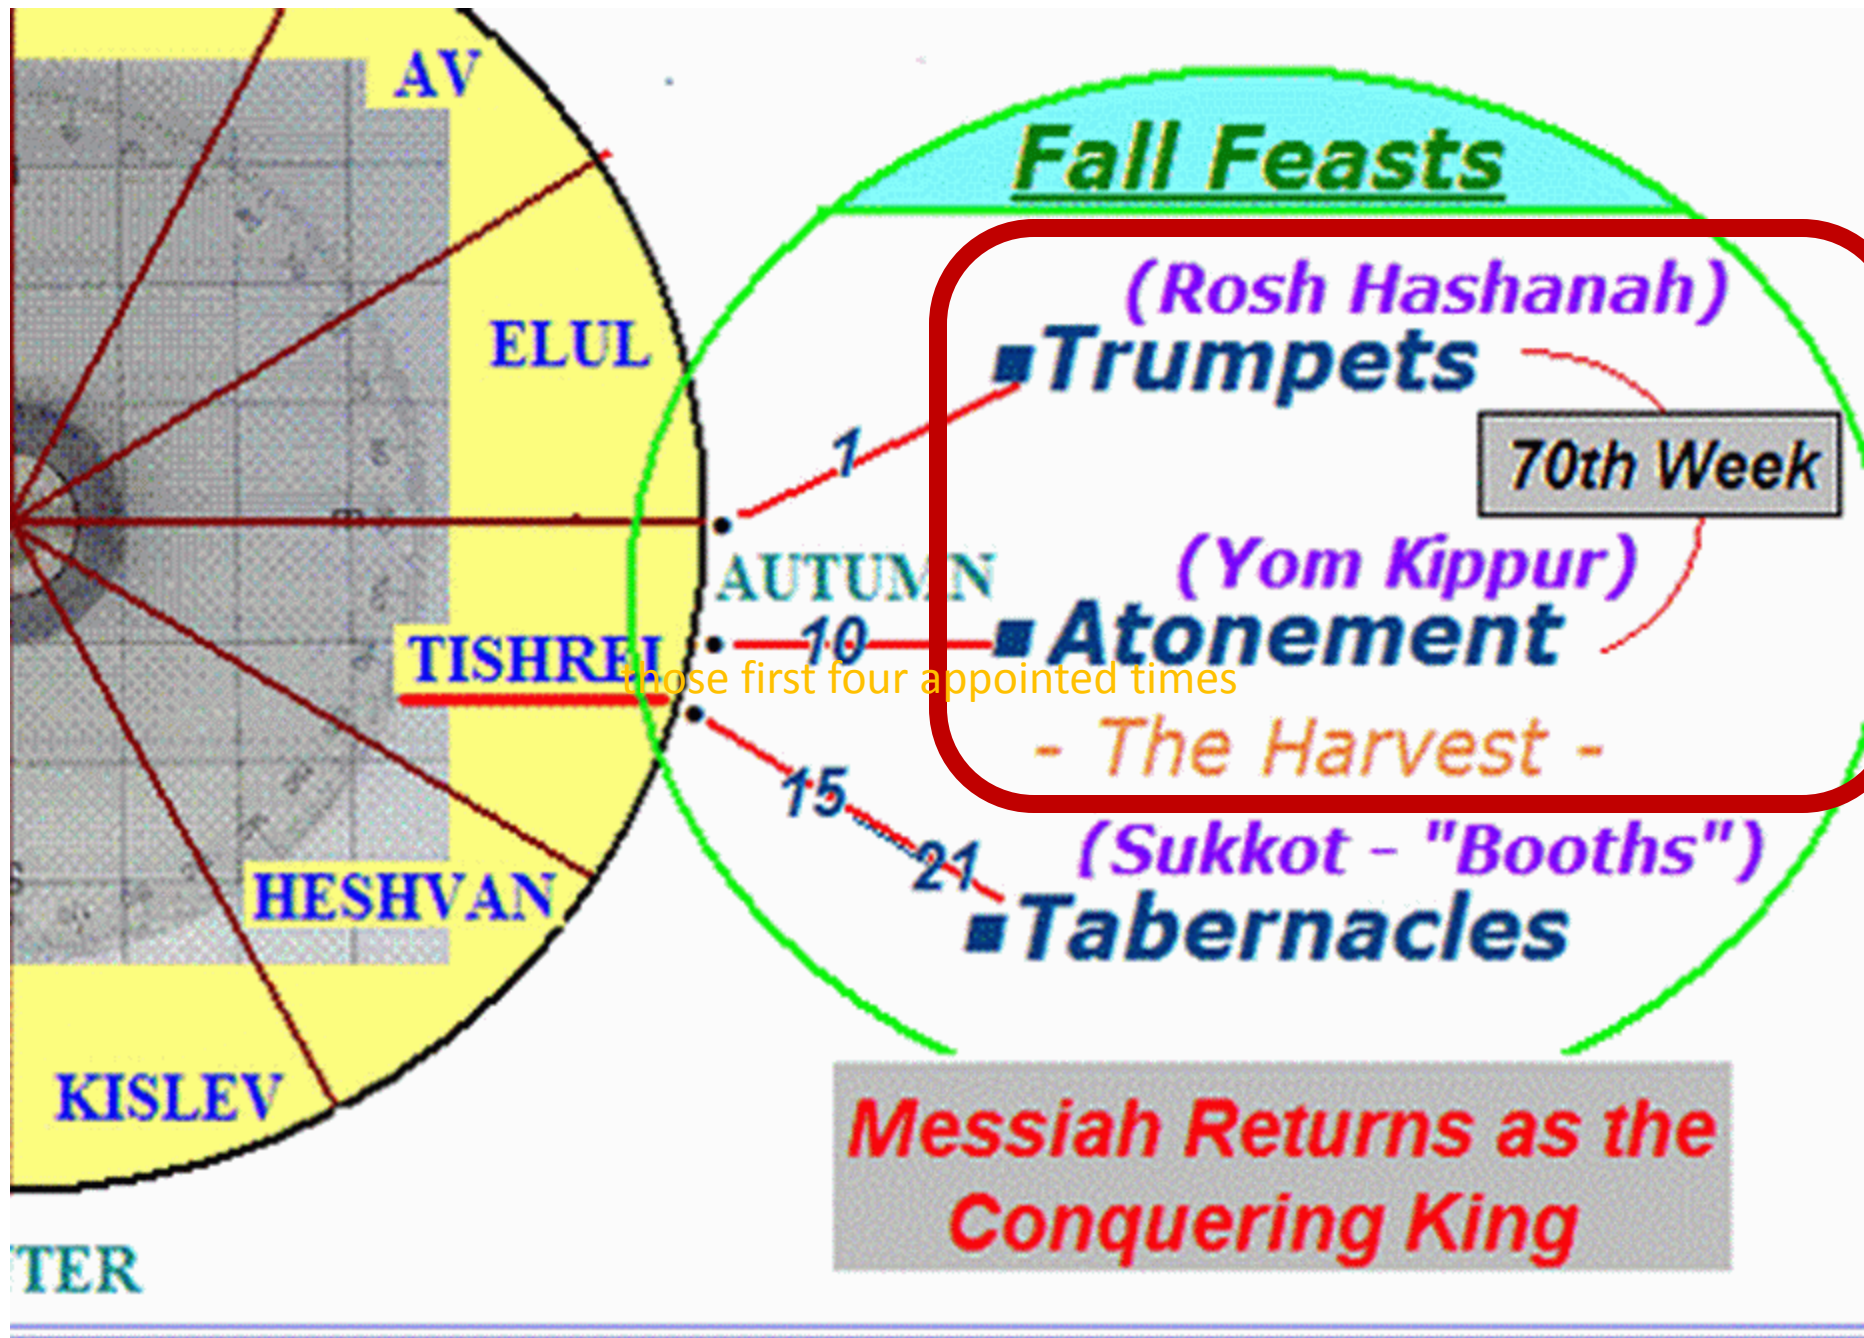 AV
ELUL
TISHREI
HESHVAN
KISLEV
TER
AUTUMN
Fall Feasts
(Rosh Hashanah)
1
▪Trumpets
70th Week
(Yom Kippur)
10
▪Atonement
those first four appointed times
- The Harvest -
15
21
(Sukkot - "Booths")
▪Tabernacles
Messiah Returns as the
Conquering King